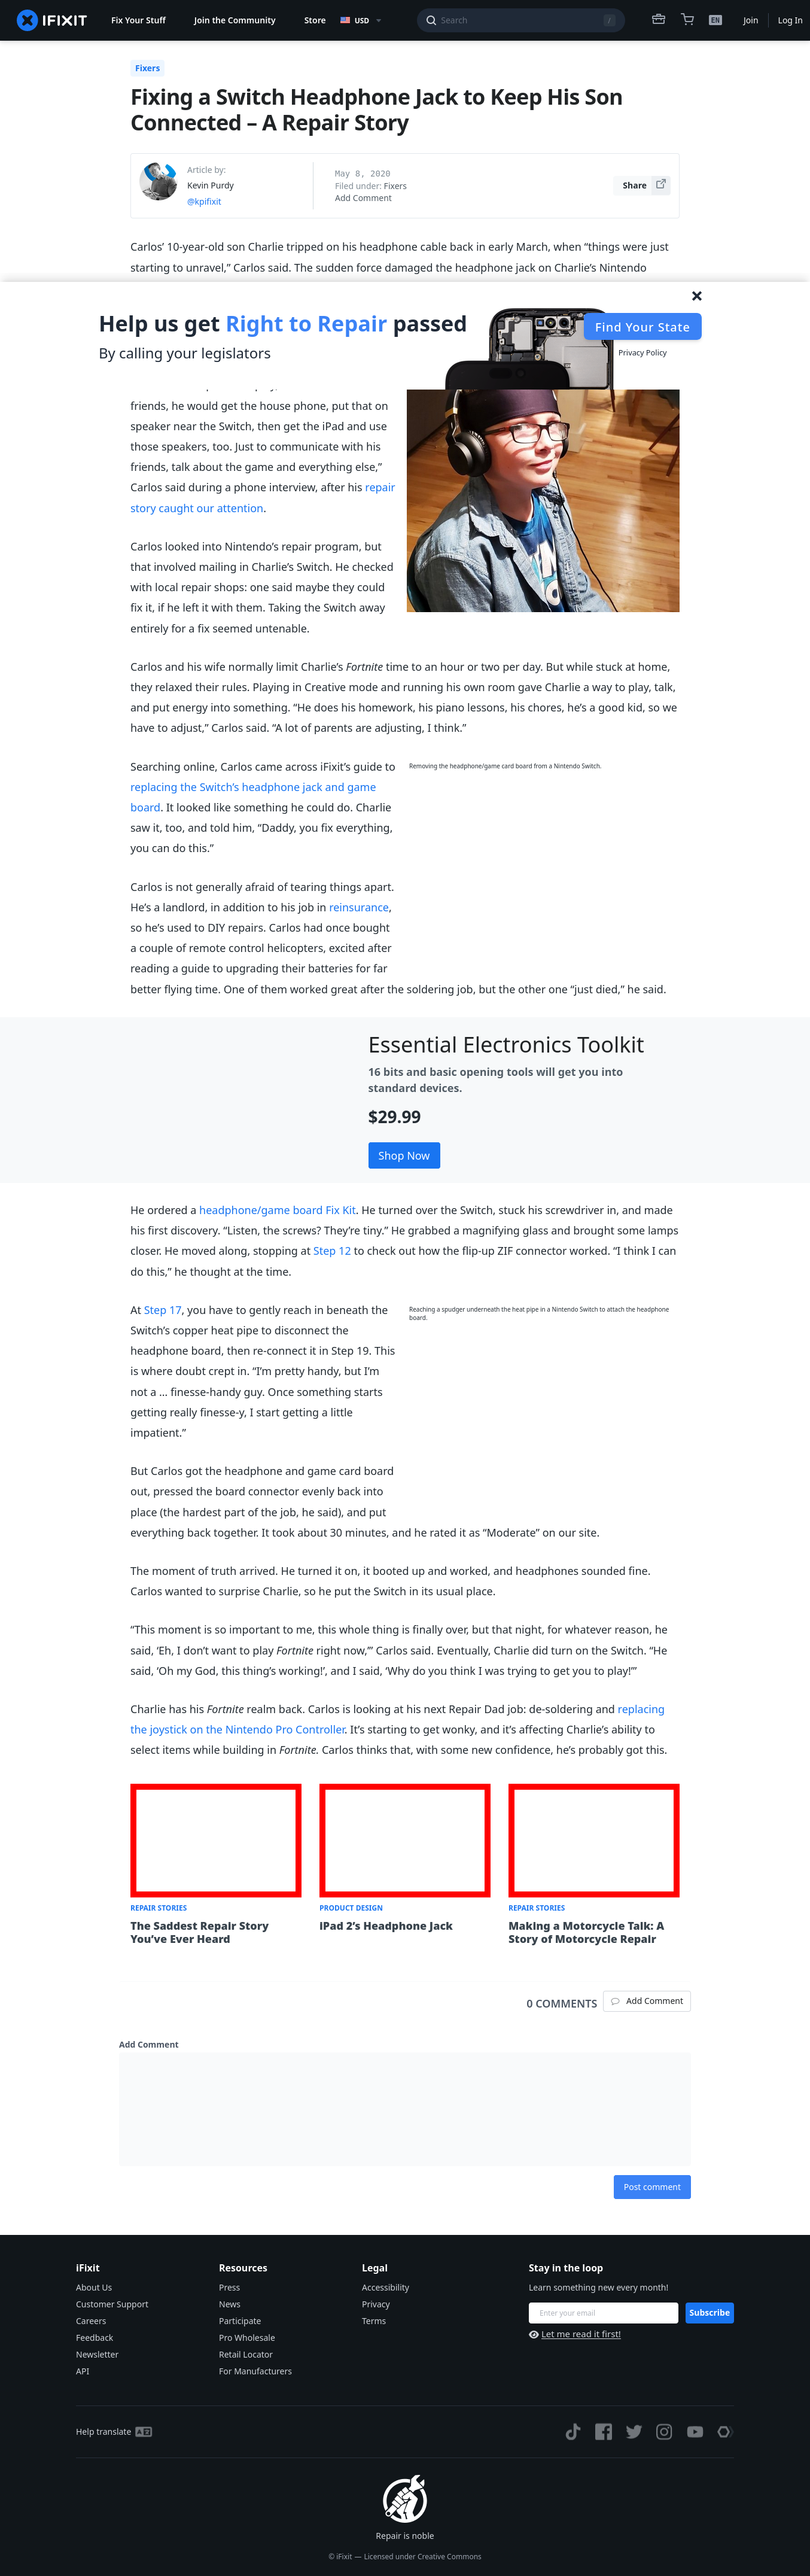 IFIXIT
Fix Your Stuff
Join the Community
Store
USD
Search
/
EN
Join
Log In
Fixers
Fixing a Switch Headphone Jack to Keep His Son
Connected – A Repair Story
Article by:
Kevin Purdy
@kpifixit
May 8, 2020
Filed under: Fixers
Add Comment
Share
Carlos’ 10-year-old son Charlie tripped on his headphone cable back in early March, when “things were just
starting to unravel,” Carlos said. The sudden force damaged the headphone jack on Charlie’s Nintendo
Help us get Right to Repair passed
By calling your legislators
Find Your State
Privacy Policy
friends, he would get the house phone, put that on
speaker near the Switch, then get the iPad and use
those speakers, too. Just to communicate with his
friends, talk about the game and everything else,”
Carlos said during a phone interview, after his repair
story caught our attention.
Carlos looked into Nintendo’s repair program, but
that involved mailing in Charlie’s Switch. He checked
with local repair shops: one said maybe they could
fix it, if he left it with them. Taking the Switch away
entirely for a fix seemed untenable.
Carlos and his wife normally limit Charlie’s Fortnite time to an hour or two per day. But while stuck at home,
they relaxed their rules. Playing in Creative mode and running his own room gave Charlie a way to play, talk,
and put energy into something. “He does his homework, his piano lessons, his chores, he’s a good kid, so we
have to adjust,” Carlos said. “A lot of parents are adjusting, I think.”
Searching online, Carlos came across iFixit’s guide to
replacing the Switch’s headphone jack and game
board. It looked like something he could do. Charlie
saw it, too, and told him, “Daddy, you fix everything,
you can do this.”
Removing the headphone/game card board from a Nintendo Switch.
Carlos is not generally afraid of tearing things apart.
He’s a landlord, in addition to his job in reinsurance,
so he’s used to DIY repairs. Carlos had once bought
a couple of remote control helicopters, excited after
reading a guide to upgrading their batteries for far
better flying time. One of them worked great after the soldering job, but the other one “just died,” he said.
Essential Electronics Toolkit
16 bits and basic opening tools will get you into
standard devices.
$29.99
Shop Now
He ordered a headphone/game board Fix Kit. He turned over the Switch, stuck his screwdriver in, and made
his first discovery. “Listen, the screws? They’re tiny.” He grabbed a magnifying glass and brought some lamps
closer. He moved along, stopping at Step 12 to check out how the flip-up ZIF connector worked. “I think I can
do this,” he thought at the time.
At Step 17, you have to gently reach in beneath the
Switch’s copper heat pipe to disconnect the
headphone board, then re-connect it in Step 19. This
is where doubt crept in. “I’m pretty handy, but I’m
not a … finesse-handy guy. Once something starts
getting really finesse-y, I start getting a little
impatient.”
Reaching a spudger underneath the heat pipe in a Nintendo Switch to attach the headphone
board.
But Carlos got the headphone and game card board
out, pressed the board connector evenly back into
place (the hardest part of the job, he said), and put
everything back together. It took about 30 minutes, and he rated it as “Moderate” on our site.
The moment of truth arrived. He turned it on, it booted up and worked, and headphones sounded fine.
Carlos wanted to surprise Charlie, so he put the Switch in its usual place.
“This moment is so important to me, this whole thing is finally over, but that night, for whatever reason, he
said, ‘Eh, I don’t want to play Fortnite right now,’” Carlos said. Eventually, Charlie did turn on the Switch. “He
said, ‘Oh my God, this thing’s working!’, and I said, ‘Why do you think I was trying to get you to play!’”
Charlie has his Fortnite realm back. Carlos is looking at his next Repair Dad job: de-soldering and replacing
the joystick on the Nintendo Pro Controller. It’s starting to get wonky, and it’s affecting Charlie’s ability to
select items while building in Fortnite. Carlos thinks that, with some new confidence, he’s probably got this.
REPAIR STORIES
The Saddest Repair Story
You’ve Ever Heard
PRODUCT DESIGN
iPad 2’s Headphone Jack
REPAIR STORIES
Making a Motorcycle Talk: A
Story of Motorcycle Repair
0 COMMENTS
Add Comment
Add Comment
Post comment
iFixit
About Us
Customer Support
Careers
Feedback
Newsletter
API
Resources
Press
News
Participate
Pro Wholesale
Retail Locator
For Manufacturers
Legal
Accessibility
Privacy
Terms
Stay in the loop
Learn something new every month!
Enter your email
Subscribe
Let me read it first!
Help translate
Repair is noble
© iFixit — Licensed under Creative Commons